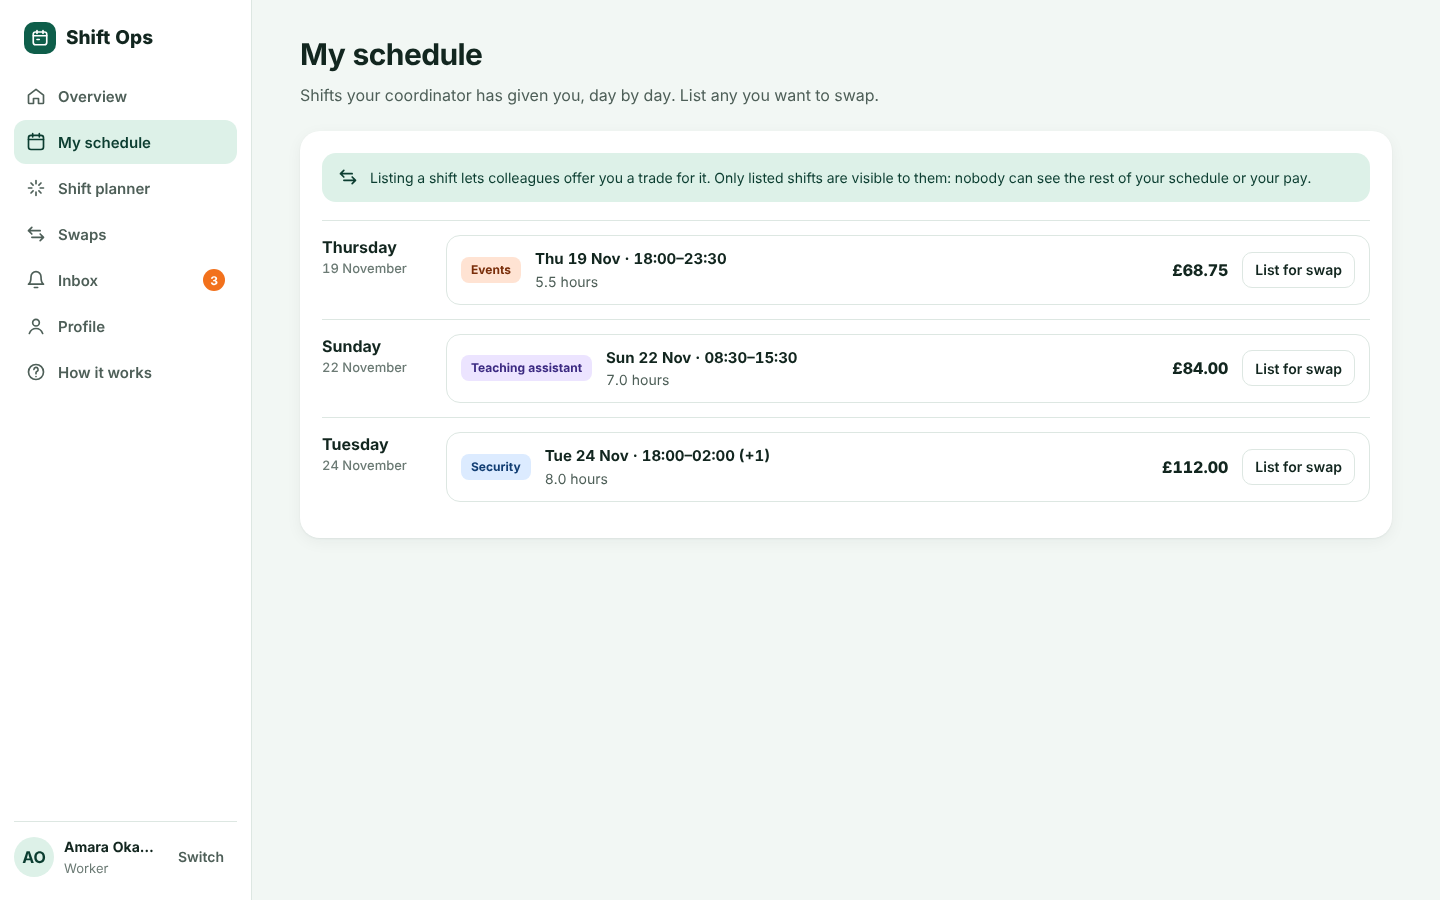 Shift Ops
Overview
My schedule
Shift planner
Swaps
Inbox
3
Profile
How it works
AO
Amara Oka...
Worker
Switch
My schedule
Shifts your coordinator has given you, day by day. List any you want to swap.
Listing a shift lets colleagues offer you a trade for it. Only listed shifts are visible to them: nobody can see the rest of your schedule or your pay.
Thursday
19 November
Events
Thu 19 Nov · 18:00–23:30
5.5 hours
£68.75
List for swap
Sunday
22 November
Teaching assistant
Sun 22 Nov · 08:30–15:30
7.0 hours
£84.00
List for swap
Tuesday
24 November
Security
Tue 24 Nov · 18:00–02:00 (+1)
8.0 hours
£112.00
List for swap